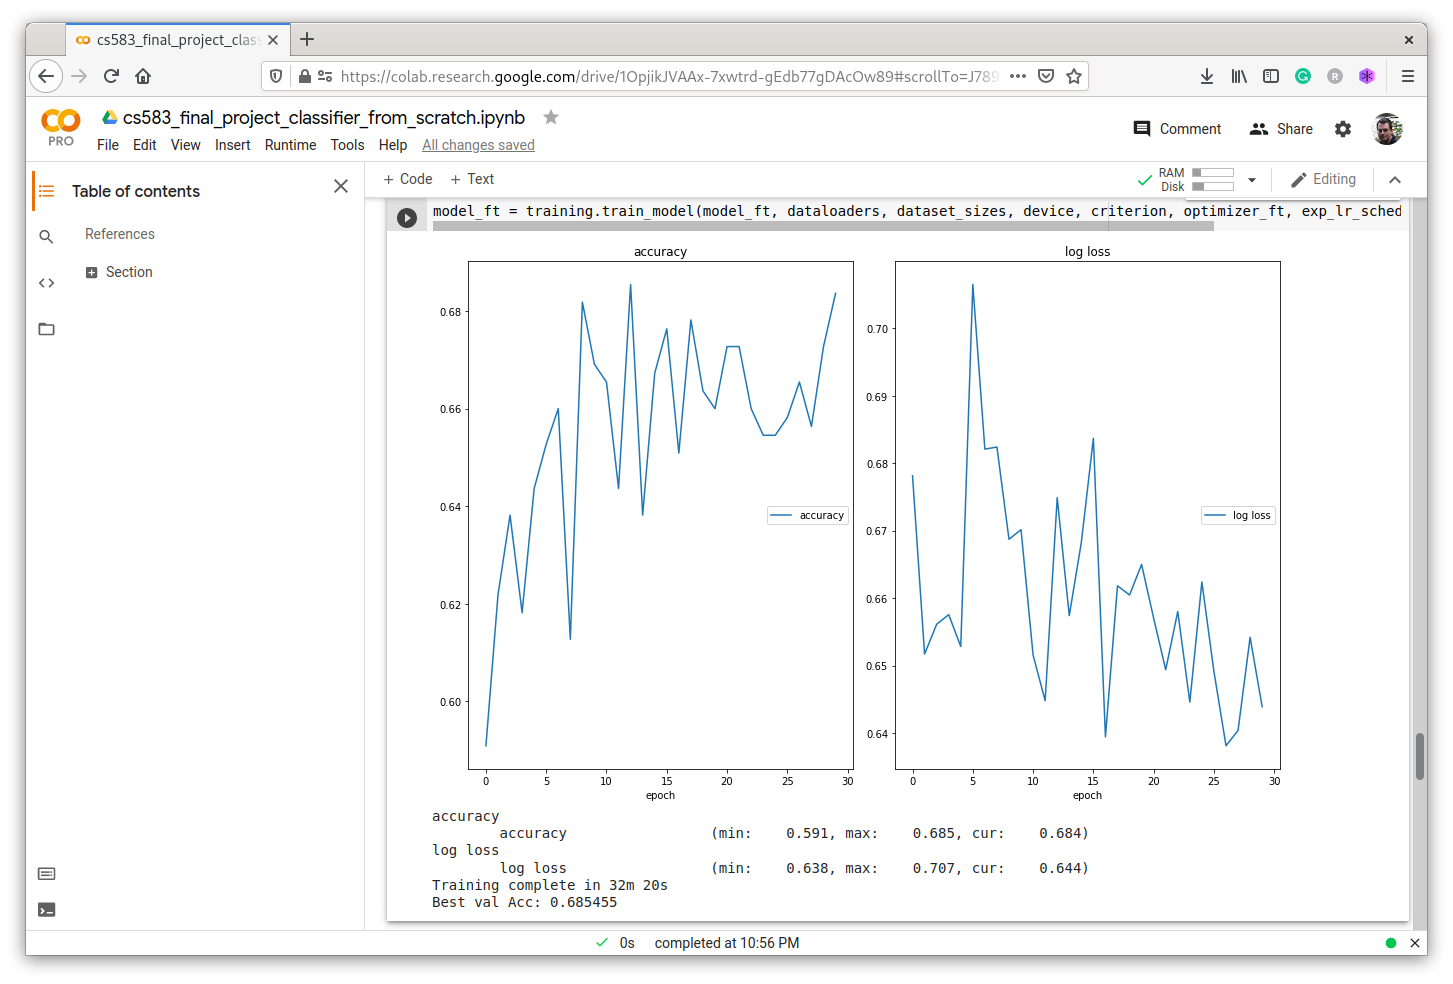 cs583_final_project_clas
https://colab.research.google.com/drive/1OpjikJVAAx-7xwtrd-gEdb77gDAcOw89#scrollTo=J789
PRO
cs583_final_project_classifier_from_scratch.ipynb
File Edit View Insert Runtime Tools Help All changes saved
Comment Share
Table of contents
References
Section
+ Code + Text
RAM
Disk
Editing
model_ft = training.train_model(model_ft, dataloaders, dataset_sizes, device, criterion, optimizer_ft, exp_lr_sched
accuracy
0.68
0.66
0.64
0.62
0.60
accuracy
0 5 10 15 20 25 30
epoch
log loss
0.70
0.69
0.68
0.67
0.66
0.65
0.64
log loss
0 5 10 15 20 25 30
epoch
accuracy
accuracy (min: 0.591, max: 0.685, cur: 0.684)
log loss
log loss (min: 0.638, max: 0.707, cur: 0.644)
Training complete in 32m 20s
Best val Acc: 0.685455
0s completed at 10:56 PM